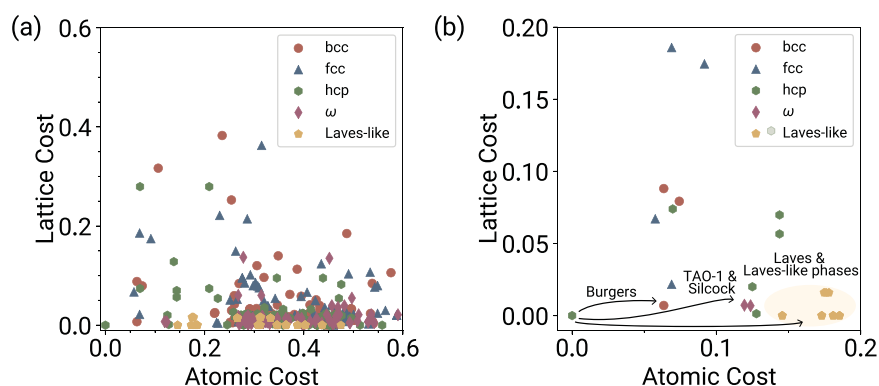 (a)
0.6
0.4
0.2
0.0
Lattice Cost
bcc
fcc
hcp
ω
Laves-like
0.0
0.2
0.4
0.6
Atomic Cost
(b)
0.20
0.15
0.10
0.05
0.00
Lattice Cost
bcc
fcc
hcp
ω
Laves-like
Laves &
Laves-like phases
TAO-1 &
Silcock
Burgers
0.0
0.1
0.2
Atomic Cost